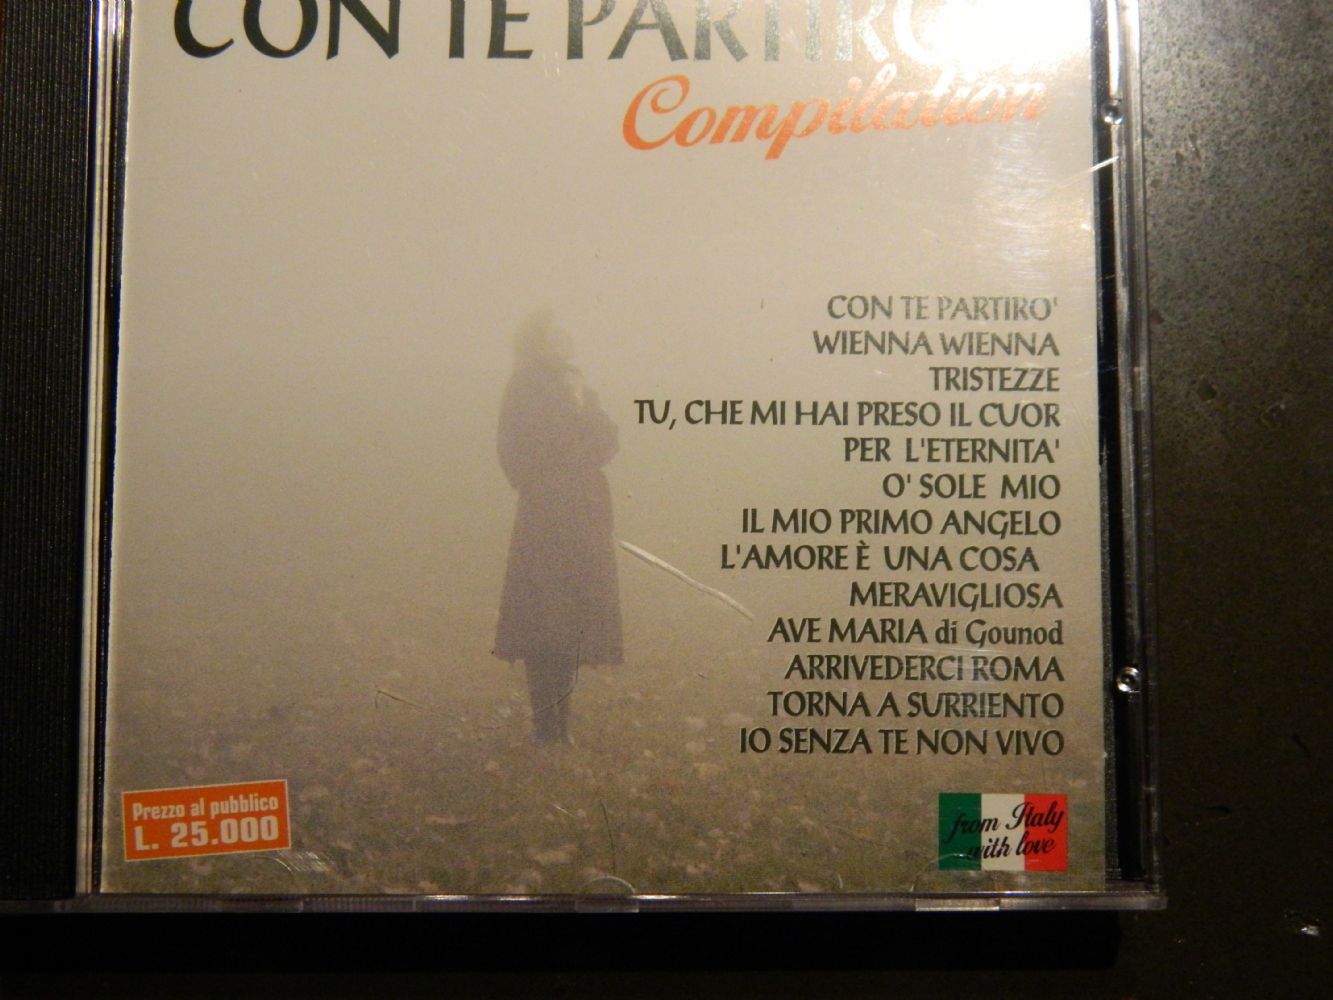 CON TE PARTIRO
Compilation
CON TE PARTIRO'
WIENNA WIENNA
TRISTEZZE
TU, CHE MI HAI PRESO IL CUOR
PER L'ETERNITA'
O' SOLE MIO
IL MIO PRIMO ANGELO
L'AMORE È UNA COSA
MERAVIGLIOSA
AVE MARIA di Gounod
ARRIVEDERCI ROMA
TORNA A SURRIENTO
IO SENZA TE NON VIVO
Prezzo al pubblico
L. 25.000
from Italy
with love